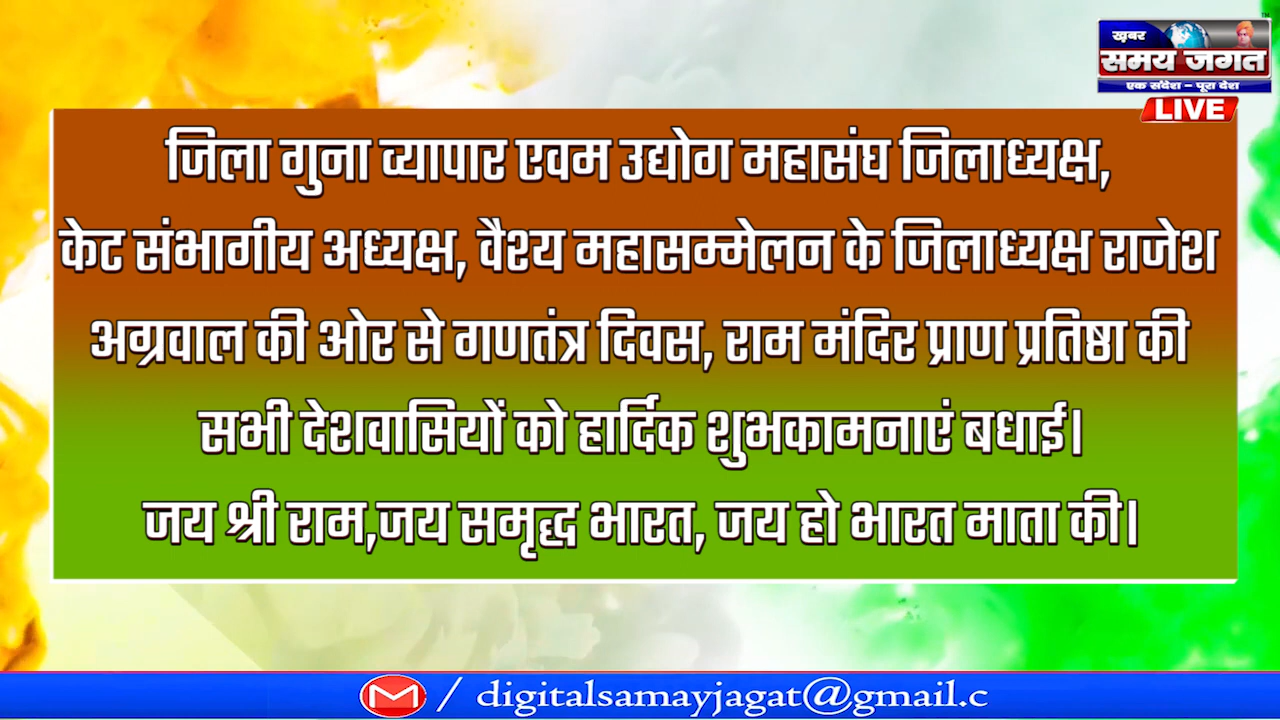 ख़बर
समय जगत
एक संदेश - पूरा देश
LIVE
जिला गुना व्यापार एवम उद्योग महासंघ जिलाध्यक्ष,
केट संभागीय अध्यक्ष, वैश्य महासम्मेलन के जिलाध्यक्ष राजेश
अग्रवाल की ओर से गणतंत्र दिवस, राम मंदिर प्राण प्रतिष्ठा की
सभी देशवासियों को हार्दिक शुभकामनाएं बधाई।
जय श्री राम,जय समृद्ध भारत, जय हो भारत माता की।
/ digitalsamayjagat@gmail.c